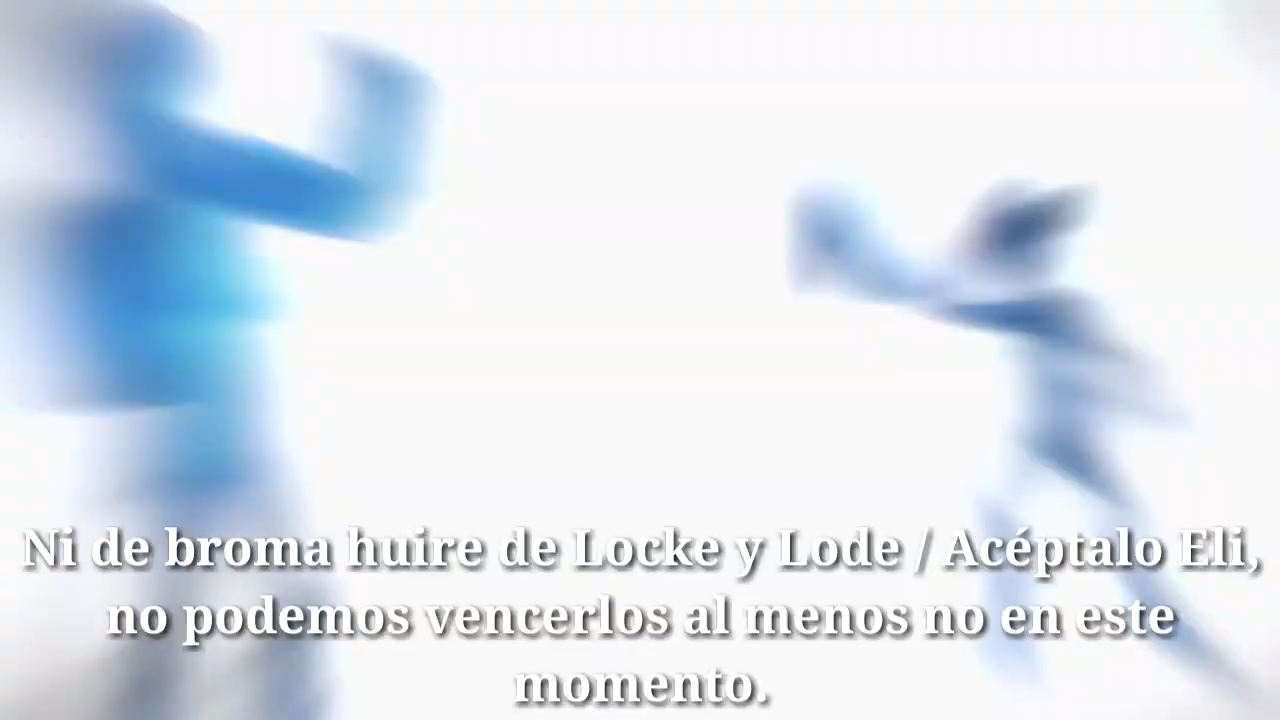 Ni de broma huire de Locke y Lode / Acéptalo Eli,
no podemos vencerlos al menos no en este
momento.